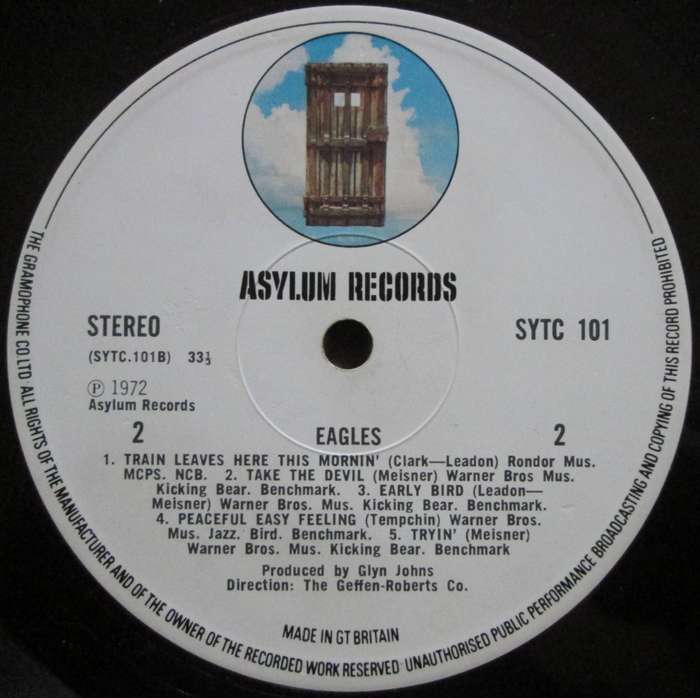 ASYLUM RECORDS
STEREO
SYTC 101
(SYTC.101B) 33⅓
Ⓟ 1972
Asylum Records
2
EAGLES
2
1. TRAIN LEAVES HERE THIS MORNIN' (Clark—Leadon) Rondor Mus.
MCPS. NCB. 2. TAKE THE DEVIL (Meisner) Warner Bros Mus.
Kicking Bear. Benchmark. 3. EARLY BIRD (Leadon—
Meisner) Warner Bros. Mus. Kicking Bear. Benchmark.
4. PEACEFUL EASY FEELING (Tempchin) Warner Bros.
Mus. Jazz. Bird. Benchmark. 5. TRYIN' (Meisner)
Warner Bros. Mus. Kicking Bear. Benchmark
Produced by Glyn Johns
Direction: The Geffen-Roberts Co.
MADE IN GT BRITAIN
THE GRAMOPHONE CO. LTD ALL RIGHTS OF THE MANUFACTURER AND OF THE OWNER OF THE RECORDED WORK RESERVED·UNAUTHORISED PUBLIC PERFORMANCE BROADCASTING AND COPYING OF THIS RECORD PROHIBITED